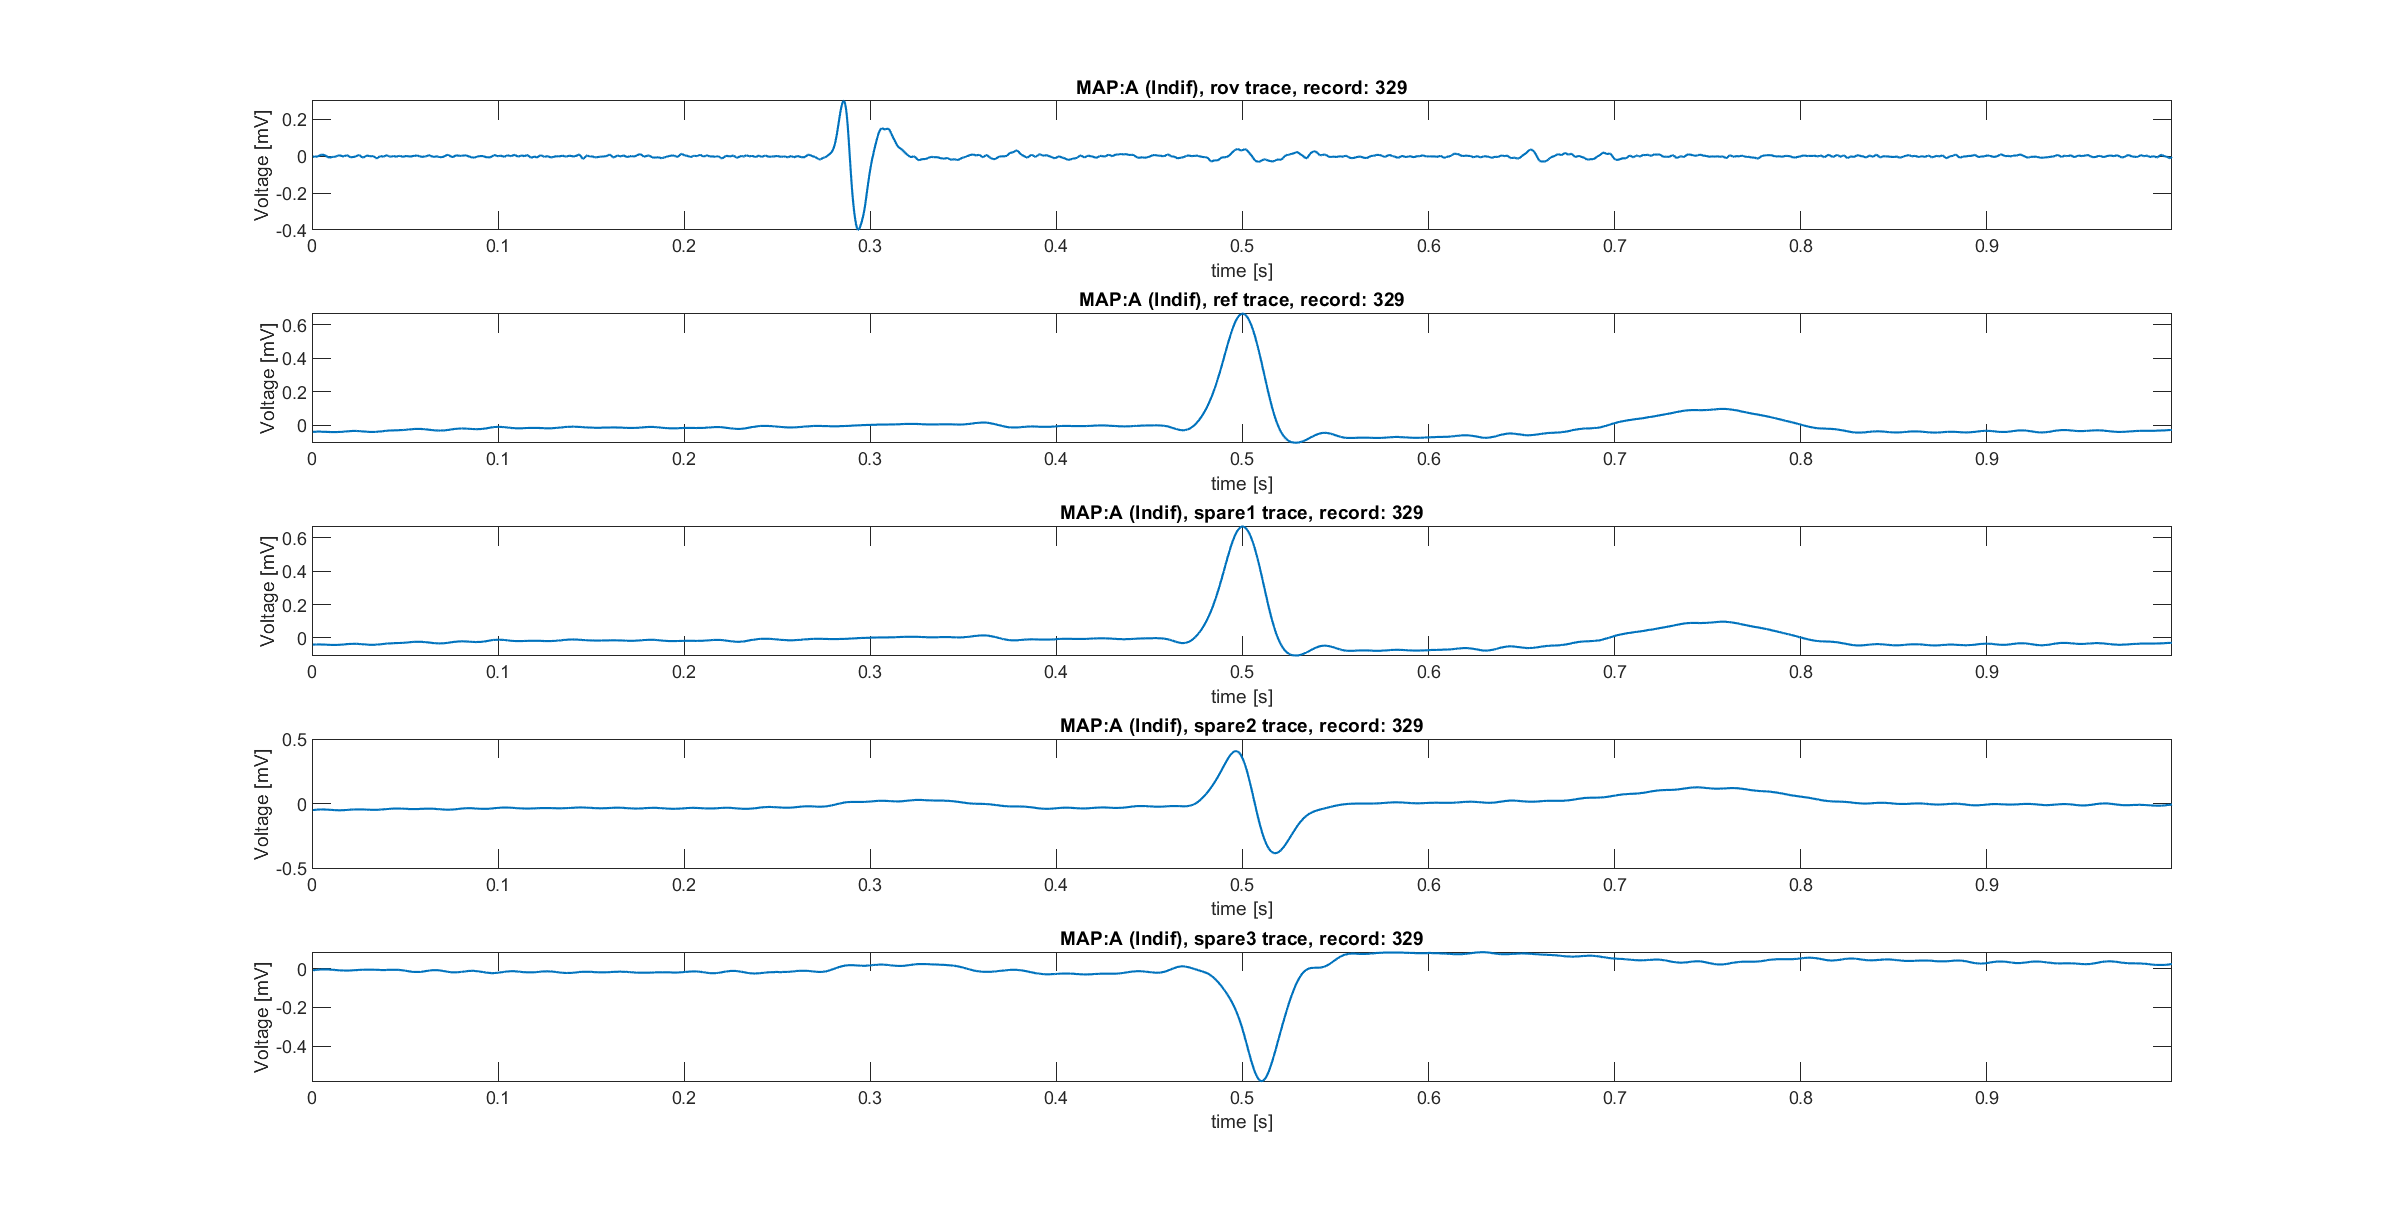 MAP:A (Indif), rov trace, record: 329
Voltage [mV]
0.2
0
-0.2
-0.4
0 0.1 0.2 0.3 0.4 0.5 0.6 0.7 0.8 0.9
time [s]
MAP:A (Indif), ref trace, record: 329
Voltage [mV]
0.6
0.4
0.2
0
0 0.1 0.2 0.3 0.4 0.5 0.6 0.7 0.8 0.9
time [s]
MAP:A (Indif), spare1 trace, record: 329
Voltage [mV]
0.6
0.4
0.2
0
0 0.1 0.2 0.3 0.4 0.5 0.6 0.7 0.8 0.9
time [s]
MAP:A (Indif), spare2 trace, record: 329
Voltage [mV]
0.5
0
-0.5
0 0.1 0.2 0.3 0.4 0.5 0.6 0.7 0.8 0.9
time [s]
MAP:A (Indif), spare3 trace, record: 329
Voltage [mV]
0
-0.2
-0.4
0 0.1 0.2 0.3 0.4 0.5 0.6 0.7 0.8 0.9
time [s]